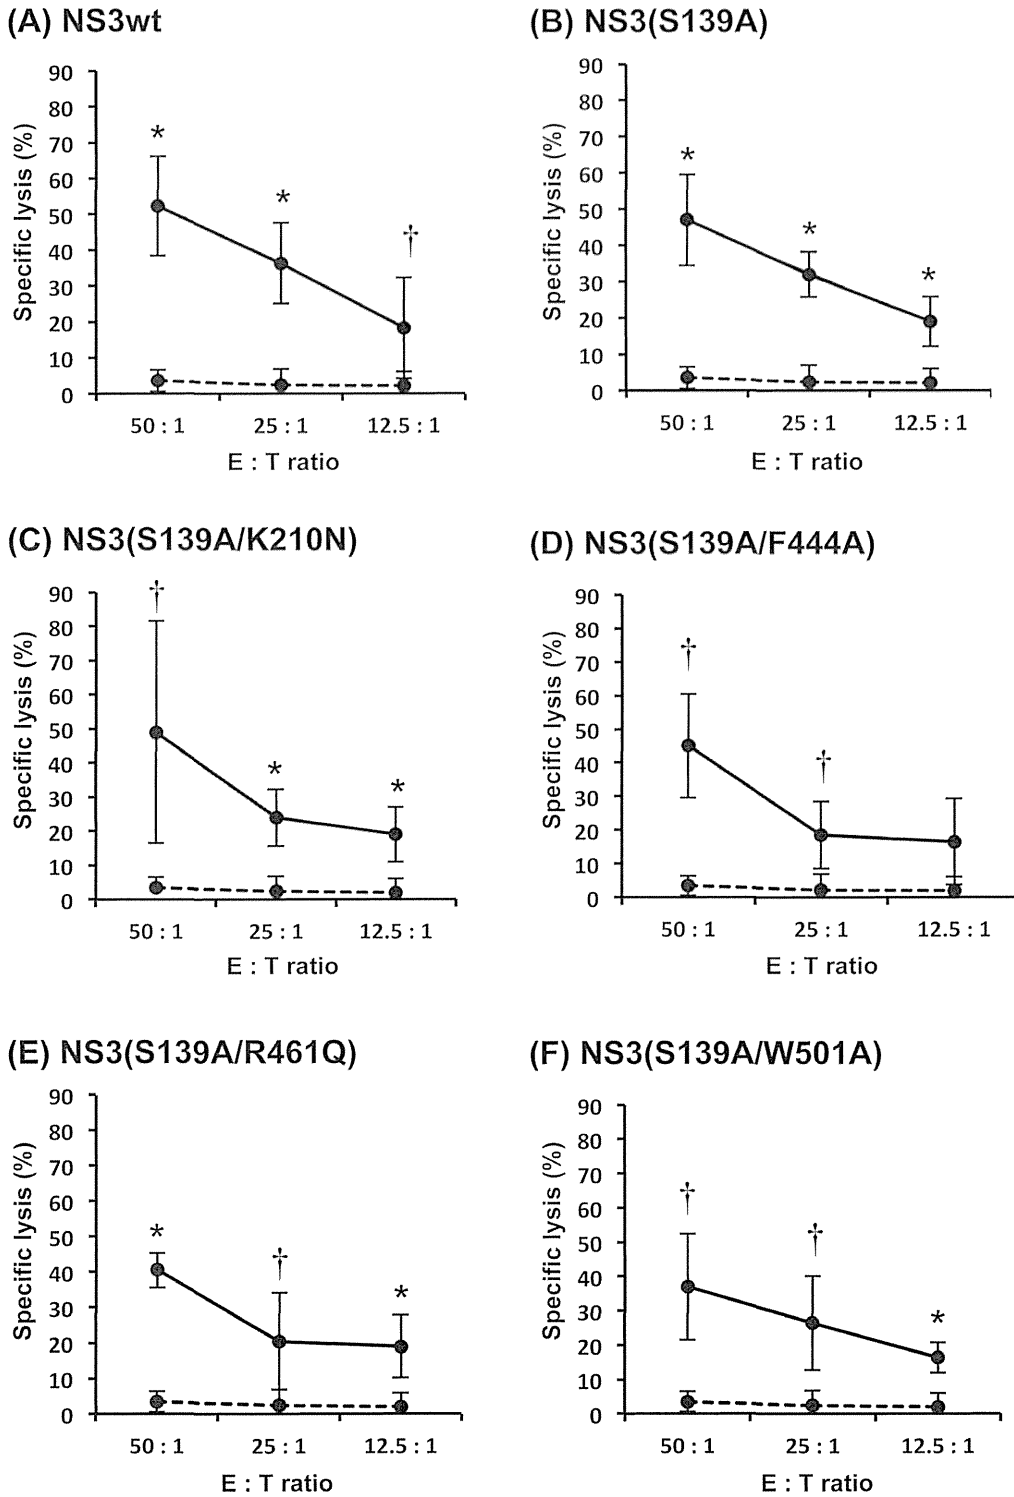 (A) NS3wt
Specific lysis (%)
90
80
70
60
50
40
30
20
10
0
*
*
†
50 : 1
25 : 1
12.5 : 1
E : T ratio
(B) NS3(S139A)
Specific lysis (%)
90
80
70
60
50
40
30
20
10
0
*
*
*
50 : 1
25 : 1
12.5 : 1
E : T ratio
(C) NS3(S139A/K210N)
Specific lysis (%)
90
80
70
60
50
40
30
20
10
0
†
*
*
50 : 1
25 : 1
12.5 : 1
E : T ratio
(D) NS3(S139A/F444A)
Specific lysis (%)
90
80
70
60
50
40
30
20
10
0
†
†
50 : 1
25 : 1
12.5 : 1
E : T ratio
(E) NS3(S139A/R461Q)
Specific lysis (%)
90
80
70
60
50
40
30
20
10
0
*
†
*
50 : 1
25 : 1
12.5 : 1
E : T ratio
(F) NS3(S139A/W501A)
Specific lysis (%)
90
80
70
60
50
40
30
20
10
0
†
†
*
50 : 1
25 : 1
12.5 : 1
E : T ratio